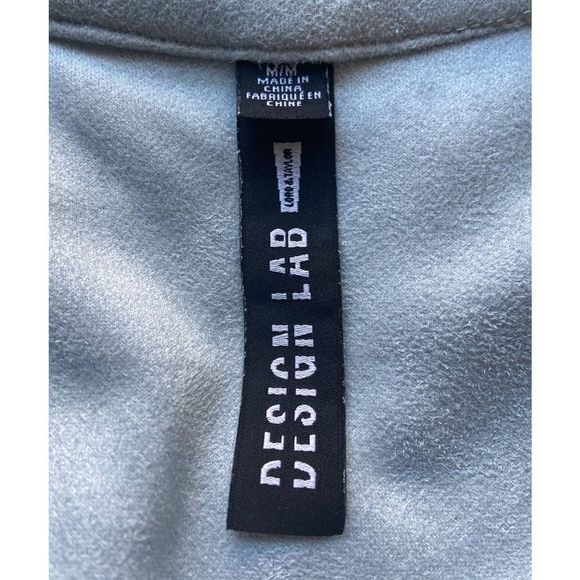 M/M
MADE IN
CHINA
FABRIQUÉ EN
CHINE
LORD & TAYLOR
DESIGN LAB
DESIGN LAB